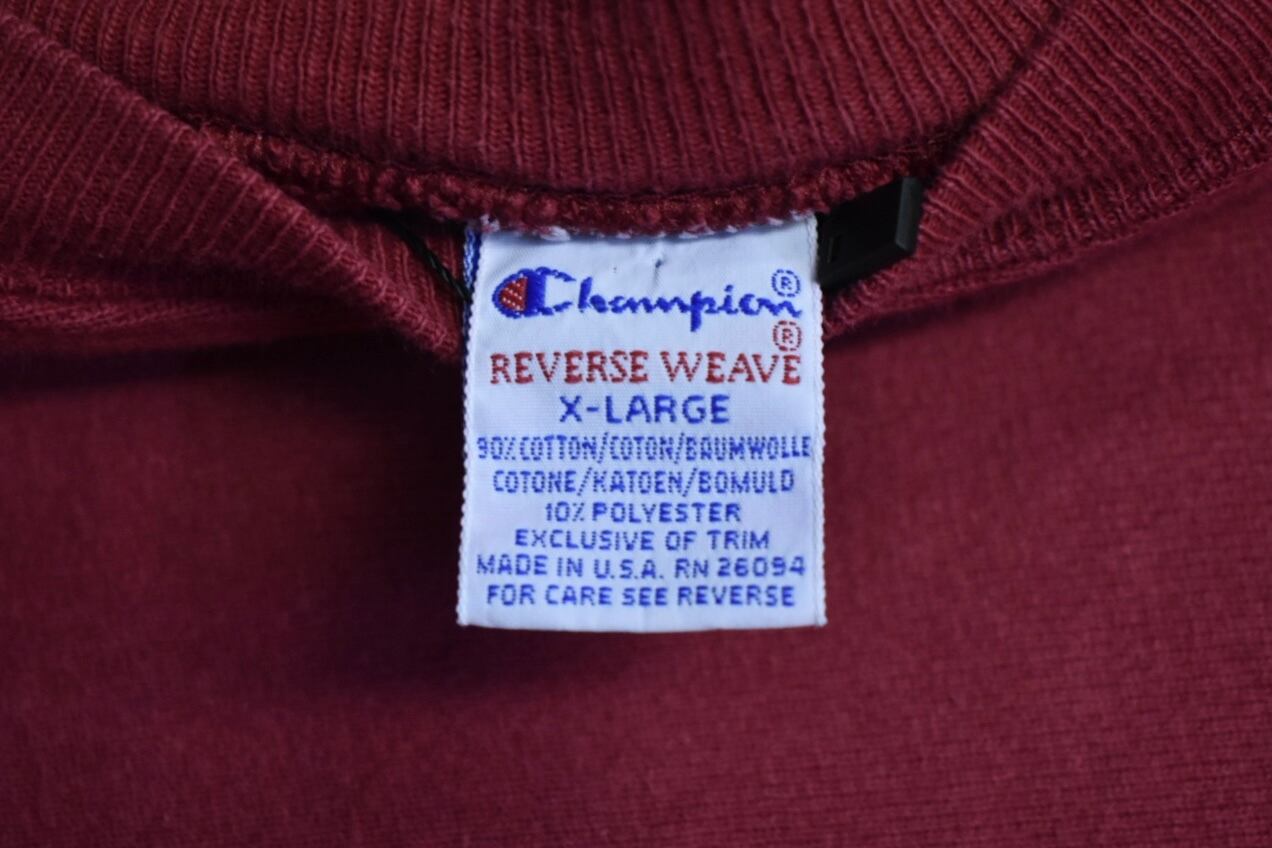 Champion®
REVERSE WEAVE®
X-LARGE
90% COTTON/COTON/BAUMWOLLE
COTONE/KATOEN/BOMULD
10% POLYESTER
EXCLUSIVE OF TRIM
MADE IN U.S.A. RN 26094
FOR CARE SEE REVERSE